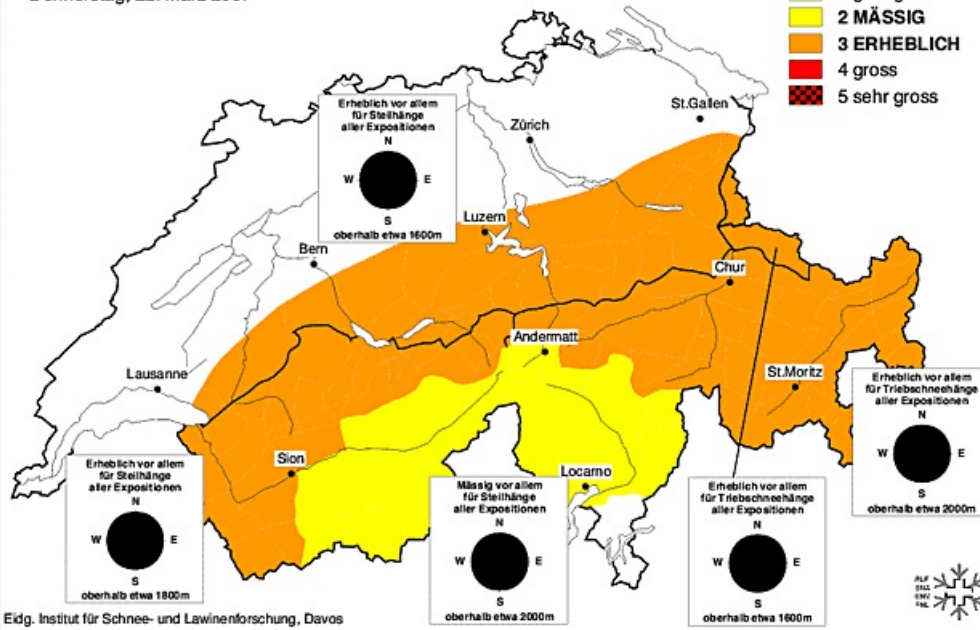 2 MÄSSIG
3 ERHEBLICH
4 gross
5 sehr gross
St.Gallen
Zürich
Erheblich vor allem
für Steilhänge
aller Expositionen
N
W E
S
oberhalb etwa 1600m
Luzern
Bern
Chur
Andermatt
Lausanne
St.Moritz
Erheblich vor allem
für Triebschneehänge
aller Expositionen
N
W E
S
oberhalb etwa 2000m
Sion
Locarno
Erheblich vor allem
für Steilhänge
aller Expositionen
N
W E
S
oberhalb etwa 1800m
Mässig vor allem
für Steilhänge
aller Expositionen
N
W E
S
oberhalb etwa 2000m
Erheblich vor allem
für Triebschneehänge
aller Expositionen
N
W E
S
oberhalb etwa 1600m
Eidg. Institut für Schnee- und Lawinenforschung, Davos